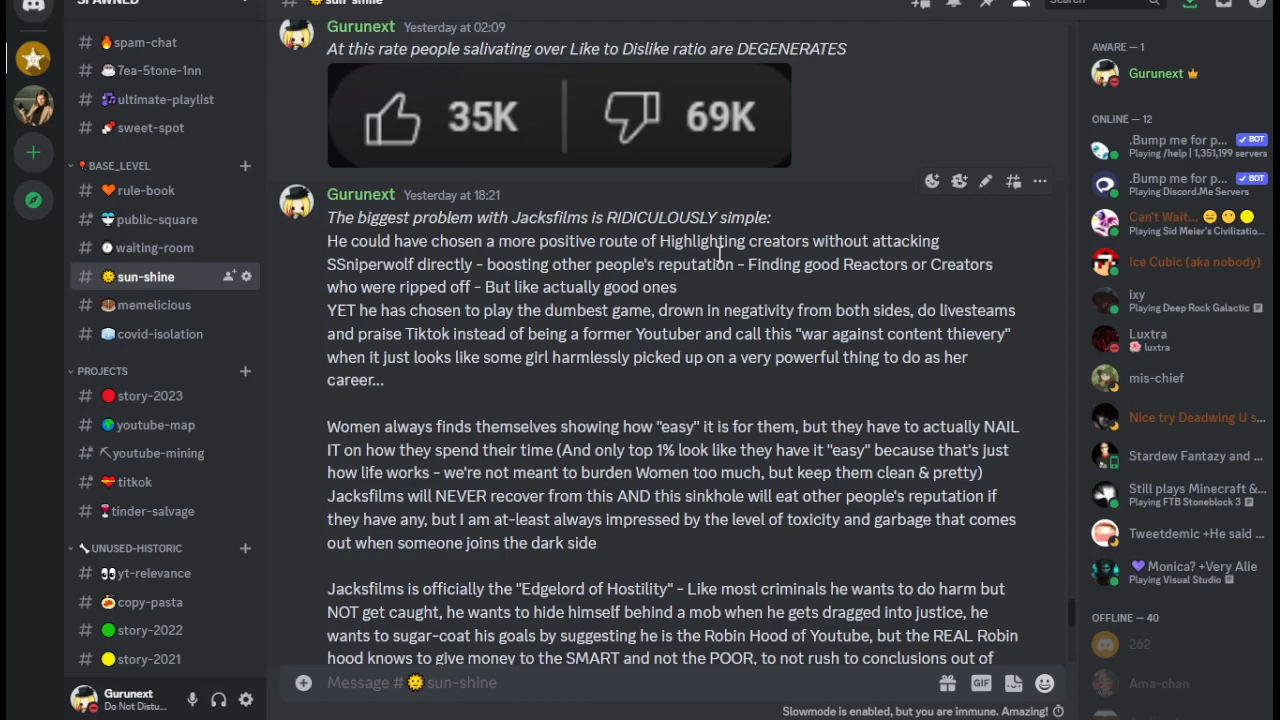 SPAWNED
spam-chat
7ea-5tone-1nn
ultimate-playlist
sweet-spot
BASE_LEVEL
rule-book
public-square
waiting-room
sun-shine
memelicious
covid-isolation
PROJECTS
story-2023
youtube-map
youtube-mining
titkok
tinder-salvage
UNUSED-HISTORIC
yt-relevance
copy-pasta
story-2022
story-2021
Gurunext
Do Not Distu...
sun-shine
Search
Gurunext Yesterday at 02:09
At this rate people salivating over Like to Dislike ratio are DEGENERATES
35K 69K
Gurunext Yesterday at 18:21
The biggest problem with Jacksfilms is RIDICULOUSLY simple:
He could have chosen a more positive route of Highlighting creators without attacking
SSniperwolf directly - boosting other people's reputation - Finding good Reactors or Creators
who were ripped off - But like actually good ones
YET he has chosen to play the dumbest game, drown in negativity from both sides, do livesteams
and praise Tiktok instead of being a former Youtuber and call this "war against content thievery"
when it just looks like some girl harmlessly picked up on a very powerful thing to do as her
career...
Women always finds themselves showing how "easy" it is for them, but they have to actually NAIL
IT on how they spend their time (And only top 1% look like they have it "easy" because that's just
how life works - we're not meant to burden Women too much, but keep them clean & pretty)
Jacksfilms will NEVER recover from this AND this sinkhole will eat other people's reputation if
they have any, but I am at-least always impressed by the level of toxicity and garbage that comes
out when someone joins the dark side
Jacksfilms is officially the "Edgelord of Hostility" - Like most criminals he wants to do harm but
NOT get caught, he wants to hide himself behind a mob when he gets dragged into justice, he
wants to sugar-coat his goals by suggesting he is the Robin Hood of Youtube, but the REAL Robin
hood knows to give money to the SMART and not the POOR, to not rush to conclusions out of
Message # sun-shine
GIF
Slowmode is enabled, but you are immune. Amazing!
AWARE — 1
Gurunext
ONLINE — 12
.Bump me for p... BOT
Playing /help | 1,351,199 servers
.Bump me for p... BOT
Playing Discord.Me Servers
Can't Wait...
Playing Sid Meier's Civilizatio...
Ice Cubic (aka nobody)
ixy
Playing Deep Rock Galactic
Luxtra
luxtra
mis-chief
Nice try Deadwing U s...
Stardew Fantazy and ...
Still plays Minecraft &...
Playing FTB Stoneblock 3
Tweetdemic +He said ...
Monica? +Very Alie
Playing Visual Studio
OFFLINE — 40
262
Ama-chan